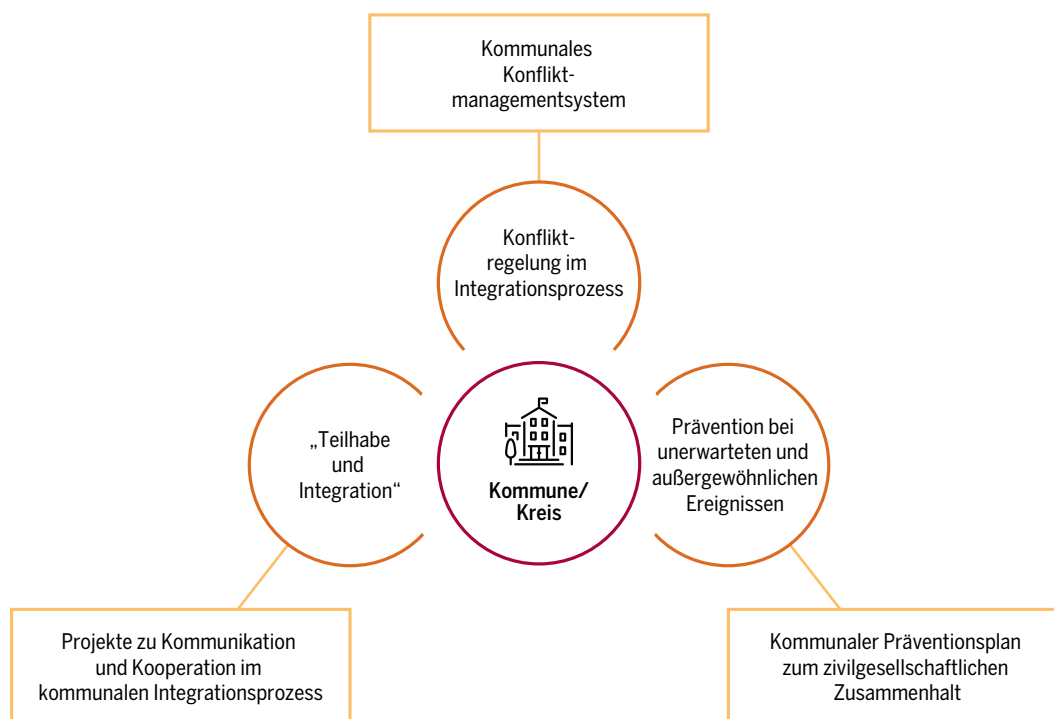 Kommunales
Konflikt-
managementsystem
Konflikt-
regelung im
Integrationsprozess
„Teilhabe
und
Integration“
Kommune/
Kreis
Prävention bei
unerwarteten und
außergewöhnlichen
Ereignissen
Projekte zu Kommunikation
und Kooperation im
kommunalen Integrationsprozess
Kommunaler Präventionsplan
zum zivilgesellschaftlichen
Zusammenhalt